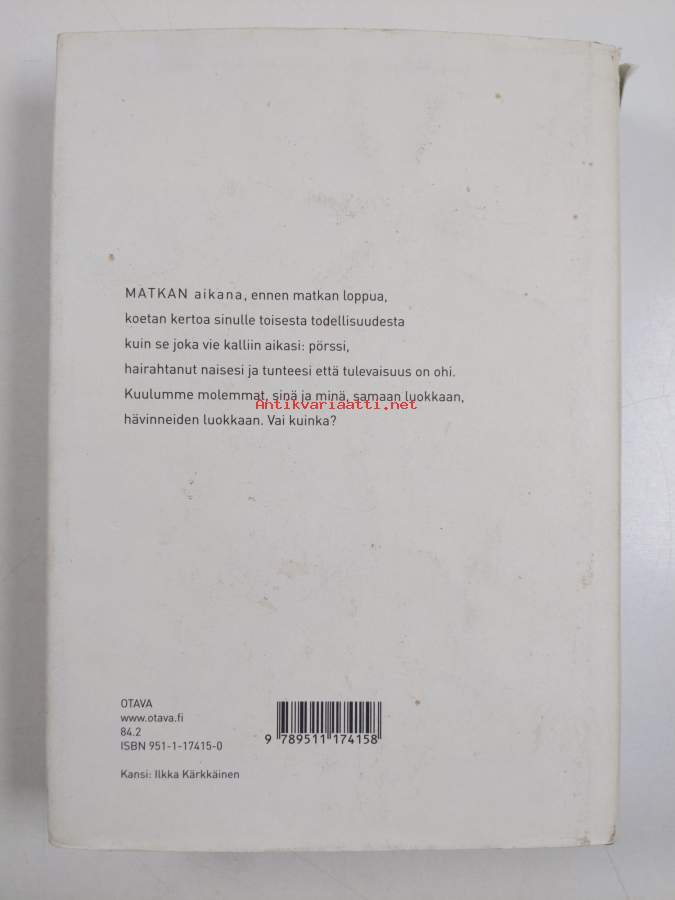 MATKAN aikana, ennen matkan loppua,
koetan kertoa sinulle toisesta todellisuudesta
kuin se joka vie kalliin aikasi: pörssi,
hairahtanut naisesi ja tunteesi että tulevaisuus on ohi.
Kuulumme molemmat, sinä ja minä, samaan luokkaan,
Antikvariaatti.net
hävinneiden luokkaan. Vai kuinka?
OTAVA
www.otava.fi
84.2
ISBN 951-1-17415-0
9 789511 174158
Kansi: Ilkka Kärkkäinen